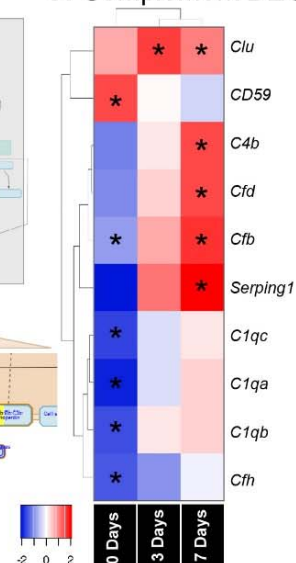 Clu
*
*
CD59
*
C4b
*
Cfd
*
Cfb
*
*
Serping1
*
C1qc
*
C1qa
*
C1qb
*
Cfh
*
0 Days
3 Days
7 Days
-2 0 2